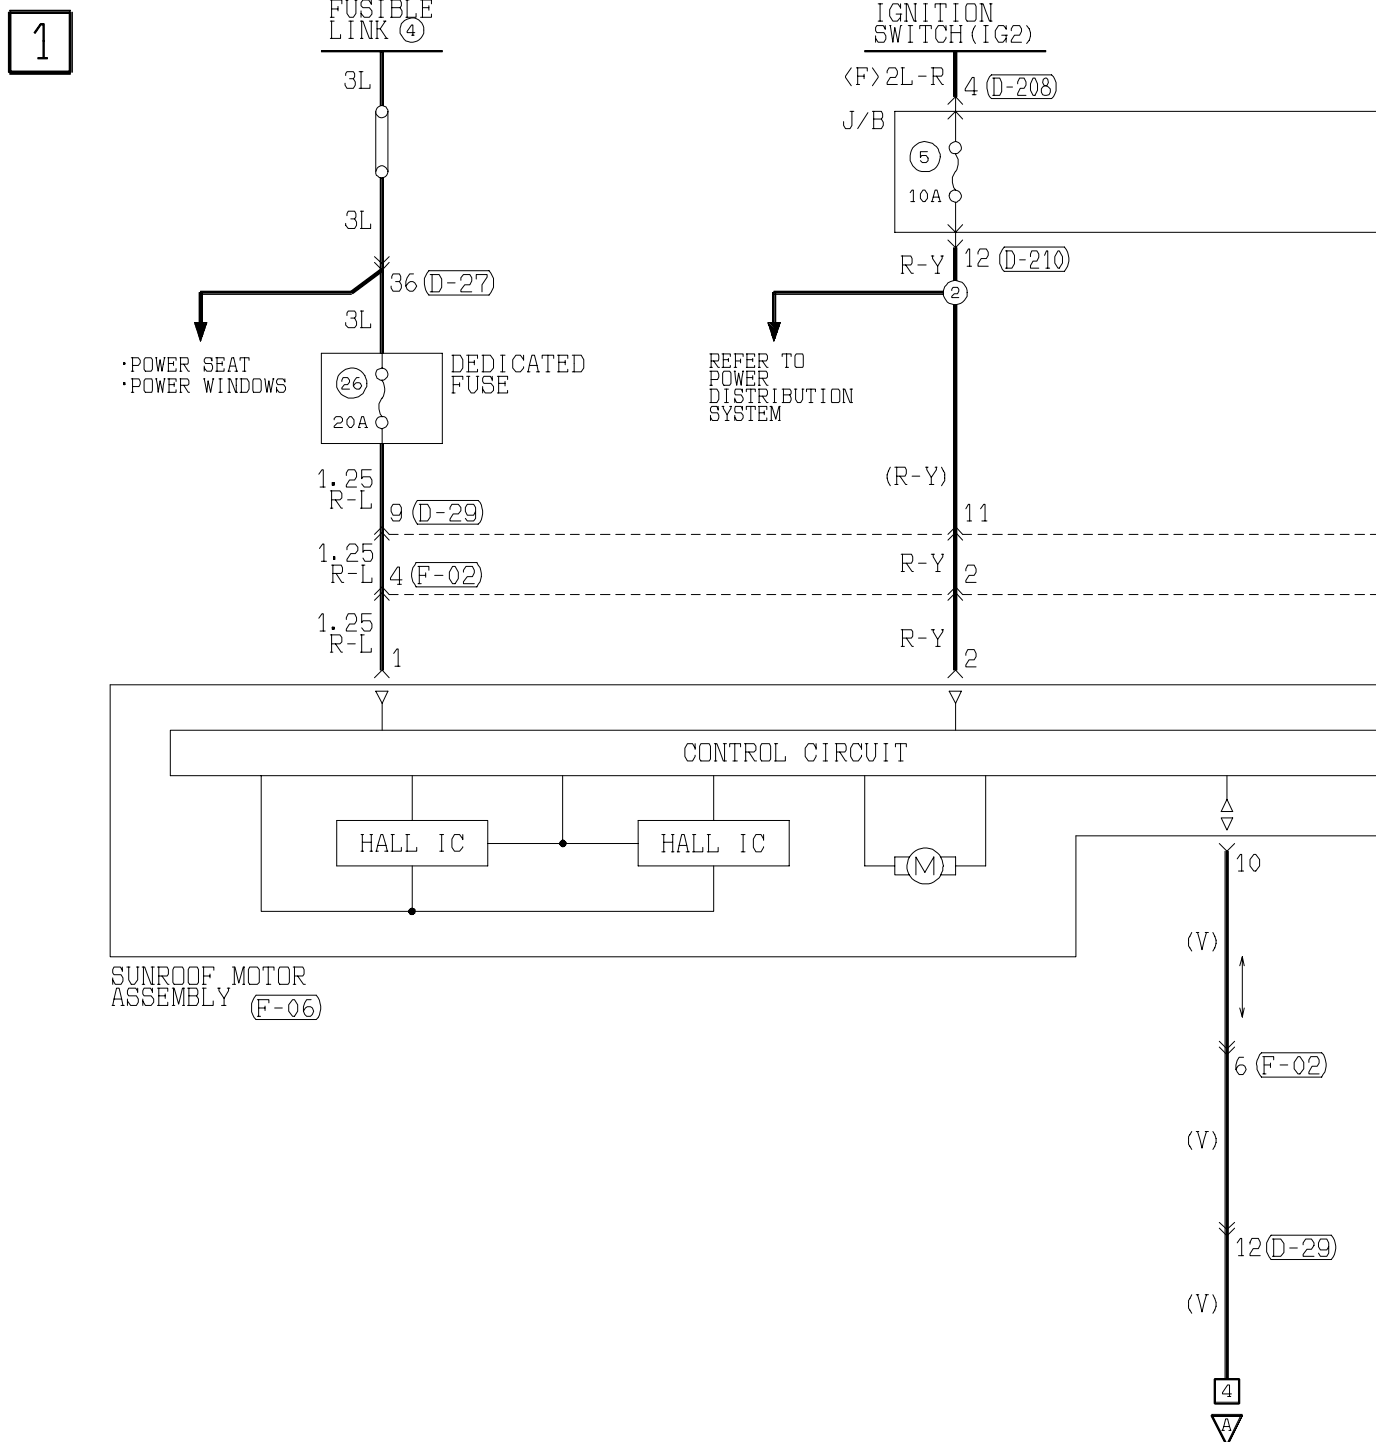 1
FUSIBLE
LINK 4
3L
3L
36 D-27
3L
·POWER SEAT
·POWER WINDOWS
26
20A
DEDICATED
FUSE
1.25
R-L
9 D-29
1.25
R-L
4 F-02
1.25
R-L
1
IGNITION
SWITCH(IG2)
<F>2L-R
4 D-208
J/B
5
10A
12 D-210
R-Y
2
REFER TO
POWER
DISTRIBUTION
SYSTEM
(R-Y)
11
R-Y
2
R-Y
2
CONTROL CIRCUIT
HALL IC
HALL IC
M
SUNROOF MOTOR
ASSEMBLY F-06
10
(V)
6 F-02
(V)
12 D-29
(V)
4
A